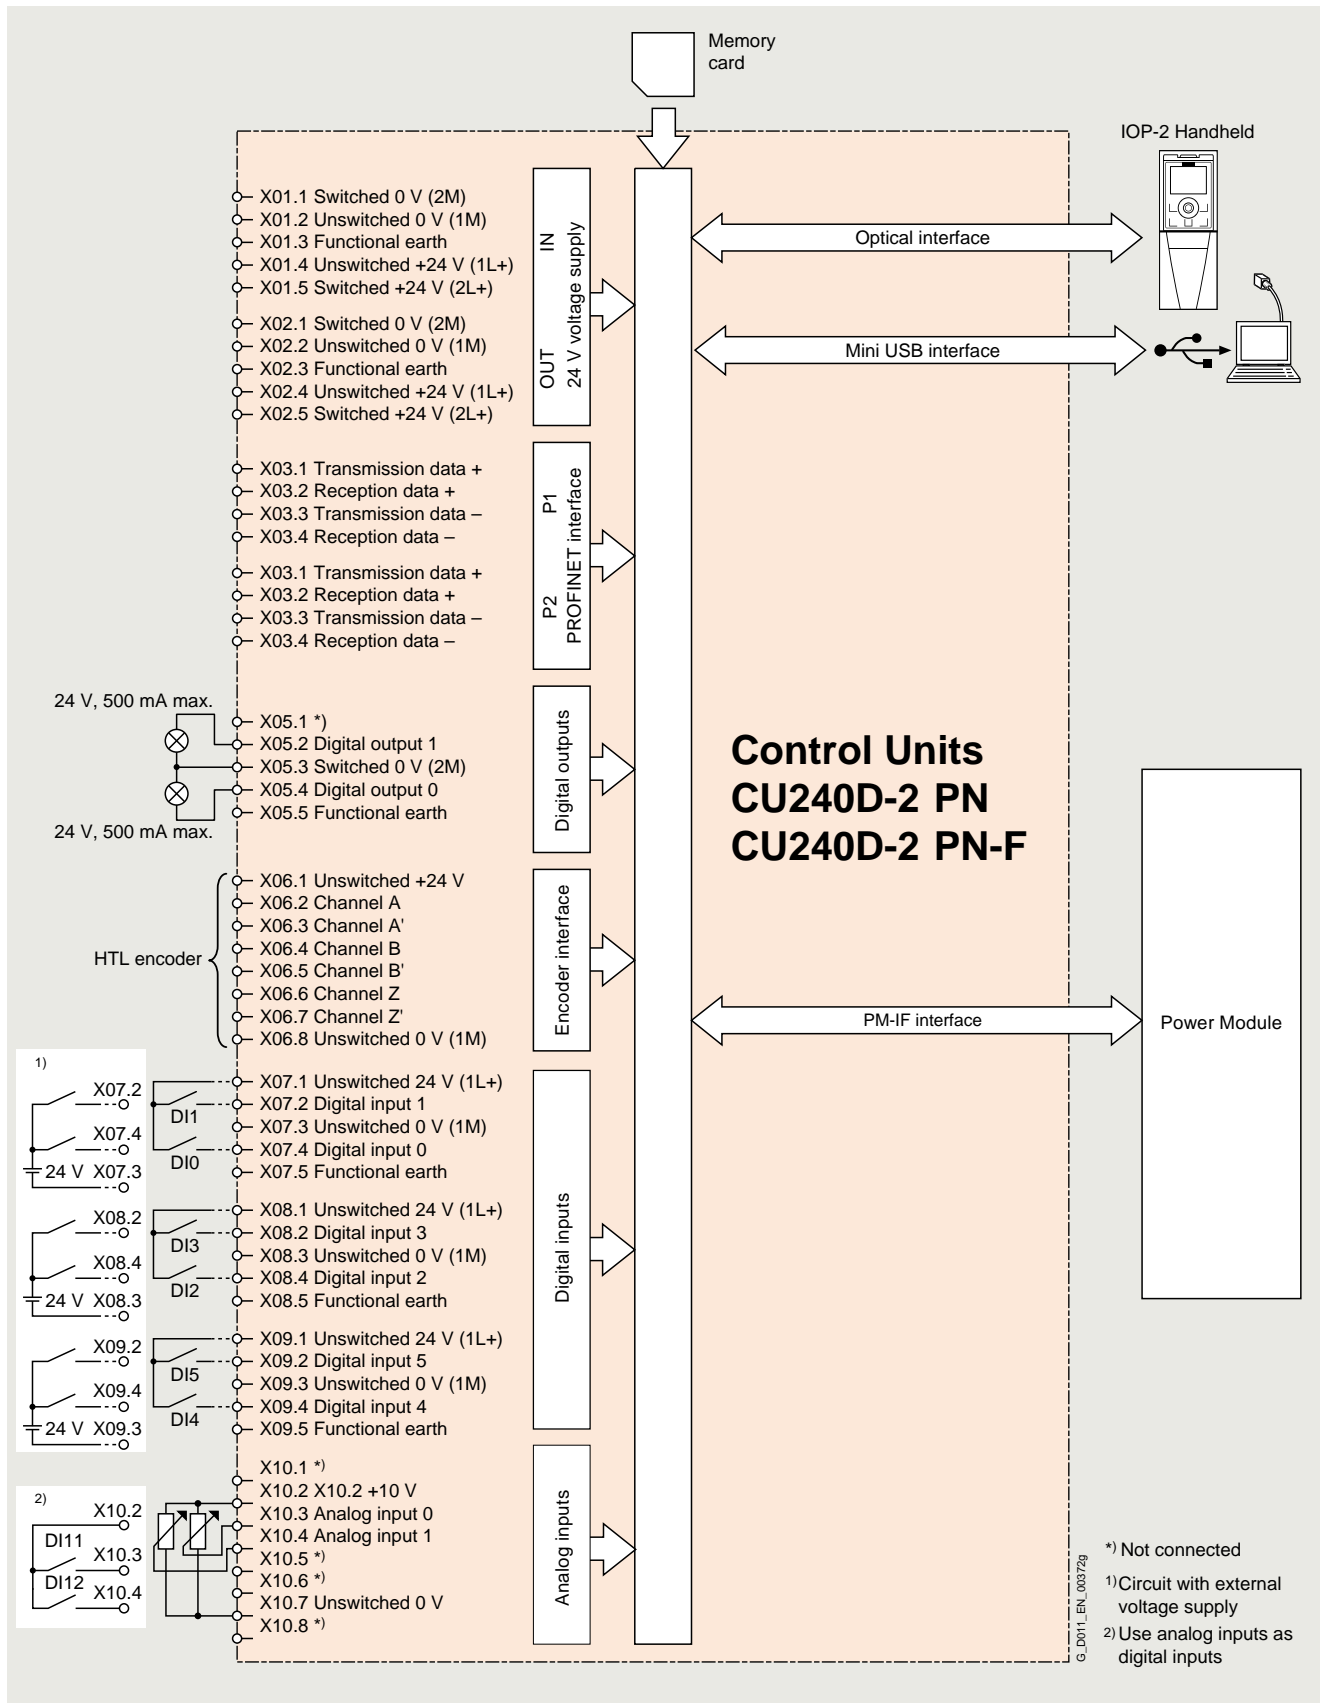 Memory
card
IOP-2 Handheld
X01.1 Switched 0 V (2M)
X01.2 Unswitched 0 V (1M)
X01.3 Functional earth
X01.4 Unswitched +24 V (1L+)
X01.5 Switched +24 V (2L+)
X02.1 Switched 0 V (2M)
X02.2 Unswitched 0 V (1M)
X02.3 Functional earth
X02.4 Unswitched +24 V (1L+)
X02.5 Switched +24 V (2L+)
OUT IN
24 V voltage supply
Optical interface
Mini USB interface
X03.1 Transmission data +
X03.2 Reception data +
X03.3 Transmission data –
X03.4 Reception data –
X03.1 Transmission data +
X03.2 Reception data +
X03.3 Transmission data –
X03.4 Reception data –
P2 P1
PROFINET interface
24 V, 500 mA max.
24 V, 500 mA max.
X05.1 *)
X05.2 Digital output 1
X05.3 Switched 0 V (2M)
X05.4 Digital output 0
X05.5 Functional earth
Digital outputs
Control Units
CU240D-2 PN
CU240D-2 PN-F
HTL encoder
X06.1 Unswitched +24 V
X06.2 Channel A
X06.3 Channel A'
X06.4 Channel B
X06.5 Channel B'
X06.6 Channel Z
X06.7 Channel Z'
X06.8 Unswitched 0 V (1M)
Encoder interface
PM-IF interface
Power Module
1)
X07.2
X07.4
24 V X07.3
DI1
DI0
X07.1 Unswitched 24 V (1L+)
X07.2 Digital input 1
X07.3 Unswitched 0 V (1M)
X07.4 Digital input 0
X07.5 Functional earth
X08.2
X08.4
24 V X08.3
DI3
DI2
X08.1 Unswitched 24 V (1L+)
X08.2 Digital input 3
X08.3 Unswitched 0 V (1M)
X08.4 Digital input 2
X08.5 Functional earth
X09.2
X09.4
24 V X09.3
DI5
DI4
X09.1 Unswitched 24 V (1L+)
X09.2 Digital input 5
X09.3 Unswitched 0 V (1M)
X09.4 Digital input 4
X09.5 Functional earth
Digital inputs
2)
X10.2
DI11
X10.3
DI12
X10.4
X10.1 *)
X10.2 X10.2 +10 V
X10.3 Analog input 0
X10.4 Analog input 1
X10.5 *)
X10.6 *)
X10.7 Unswitched 0 V
X10.8 *)
Analog inputs
G_D011_EN_00372g
*) Not connected
1) Circuit with external
voltage supply
2) Use analog inputs as
digital inputs